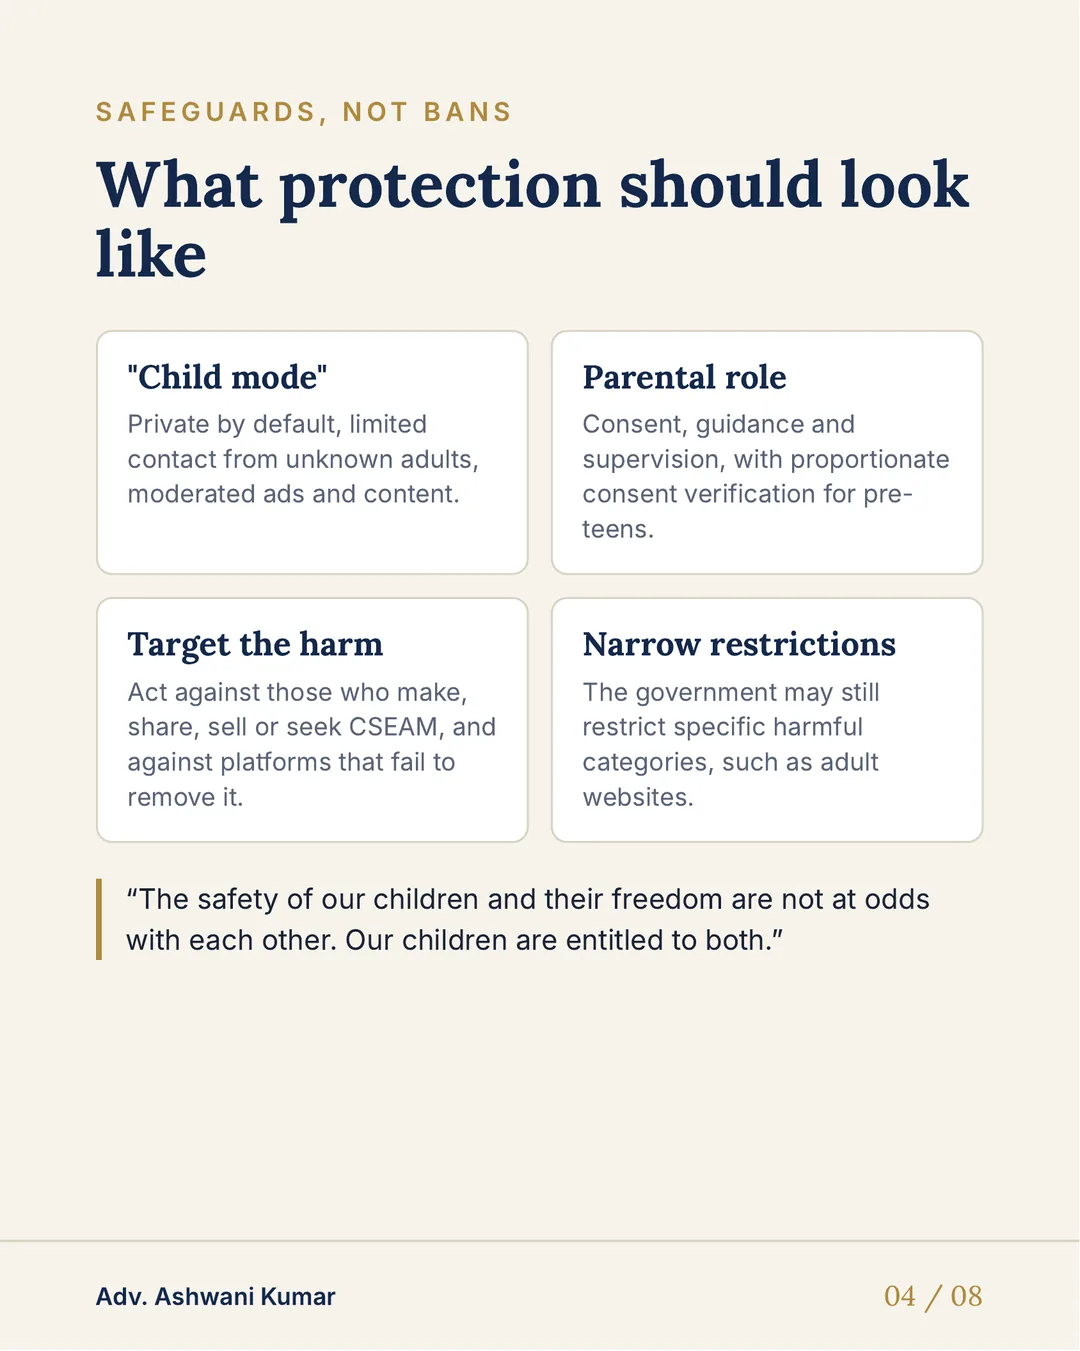 SAFEGUARDS, NOT BANS
What protection should look
like
"Child mode"
Private by default, limited
contact from unknown adults,
moderated ads and content.
Parental role
Consent, guidance and
supervision, with proportionate
consent verification for pre-
teens.
Target the harm
Act against those who make,
share, sell or seek CSEAM, and
against platforms that fail to
remove it.
Narrow restrictions
The government may still
restrict specific harmful
categories, such as adult
websites.
“The safety of our children and their freedom are not at odds
with each other. Our children are entitled to both.”
Adv. Ashwani Kumar
04 / 08